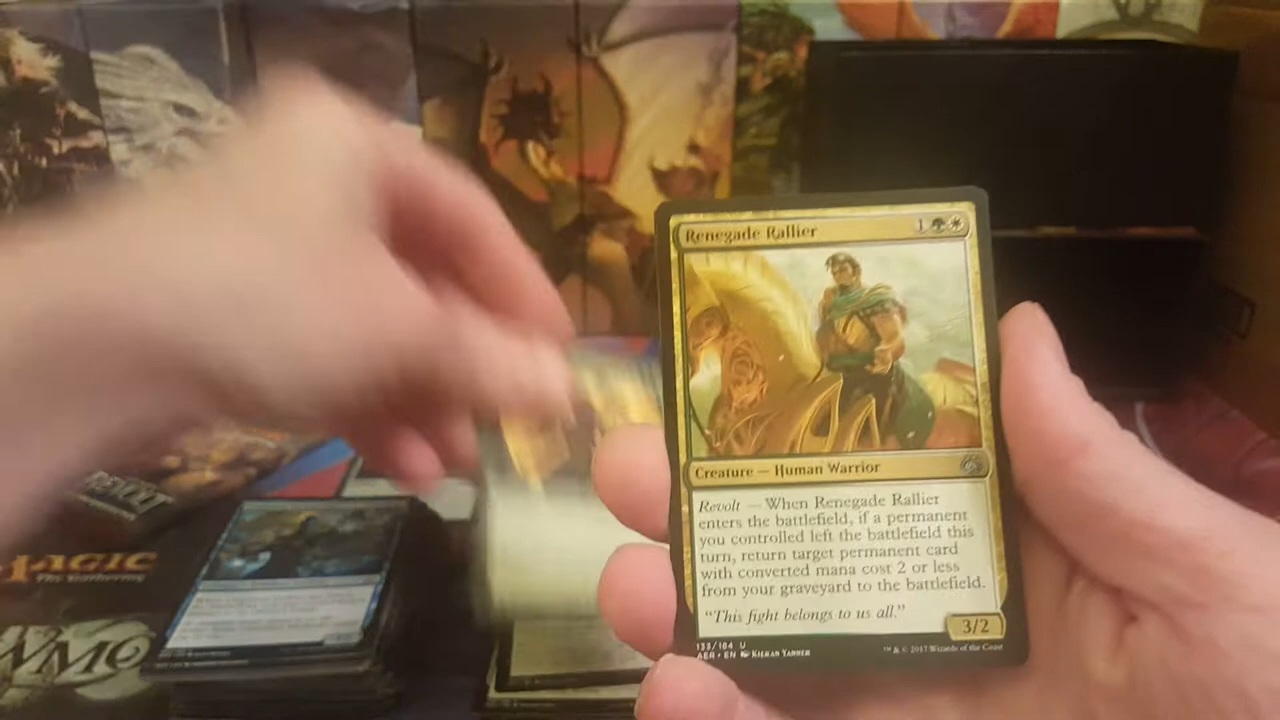 Renegade Rallier 1
Creature — Human Warrior
Revolt — When Renegade Rallier
enters the battlefield, if a permanent
you controlled left the battlefield this
turn, return target permanent card
with converted mana cost 2 or less
from your graveyard to the battlefield.
"This fight belongs to us all."
3/2
133/184 U
AER • EN Kieran Yanner
™ & © 2017 Wizards of the Coast
REVOLT
MAGIC
The Gathering